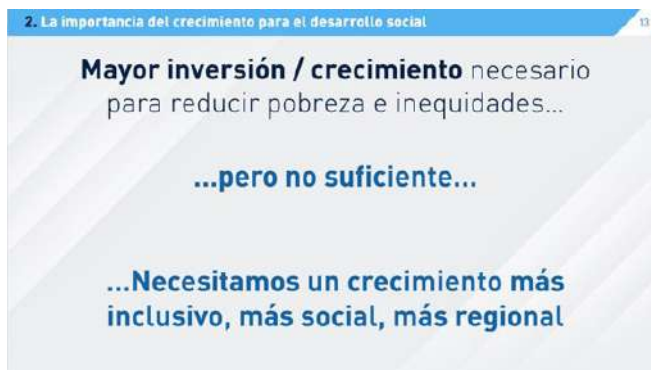 2. La importancia del crecimiento para el desarrollo social
13
Mayor inversión / crecimiento necesario
para reducir pobreza e inequidades...
...pero no suficiente...
...Necesitamos un crecimiento más
inclusivo, más social, más regional